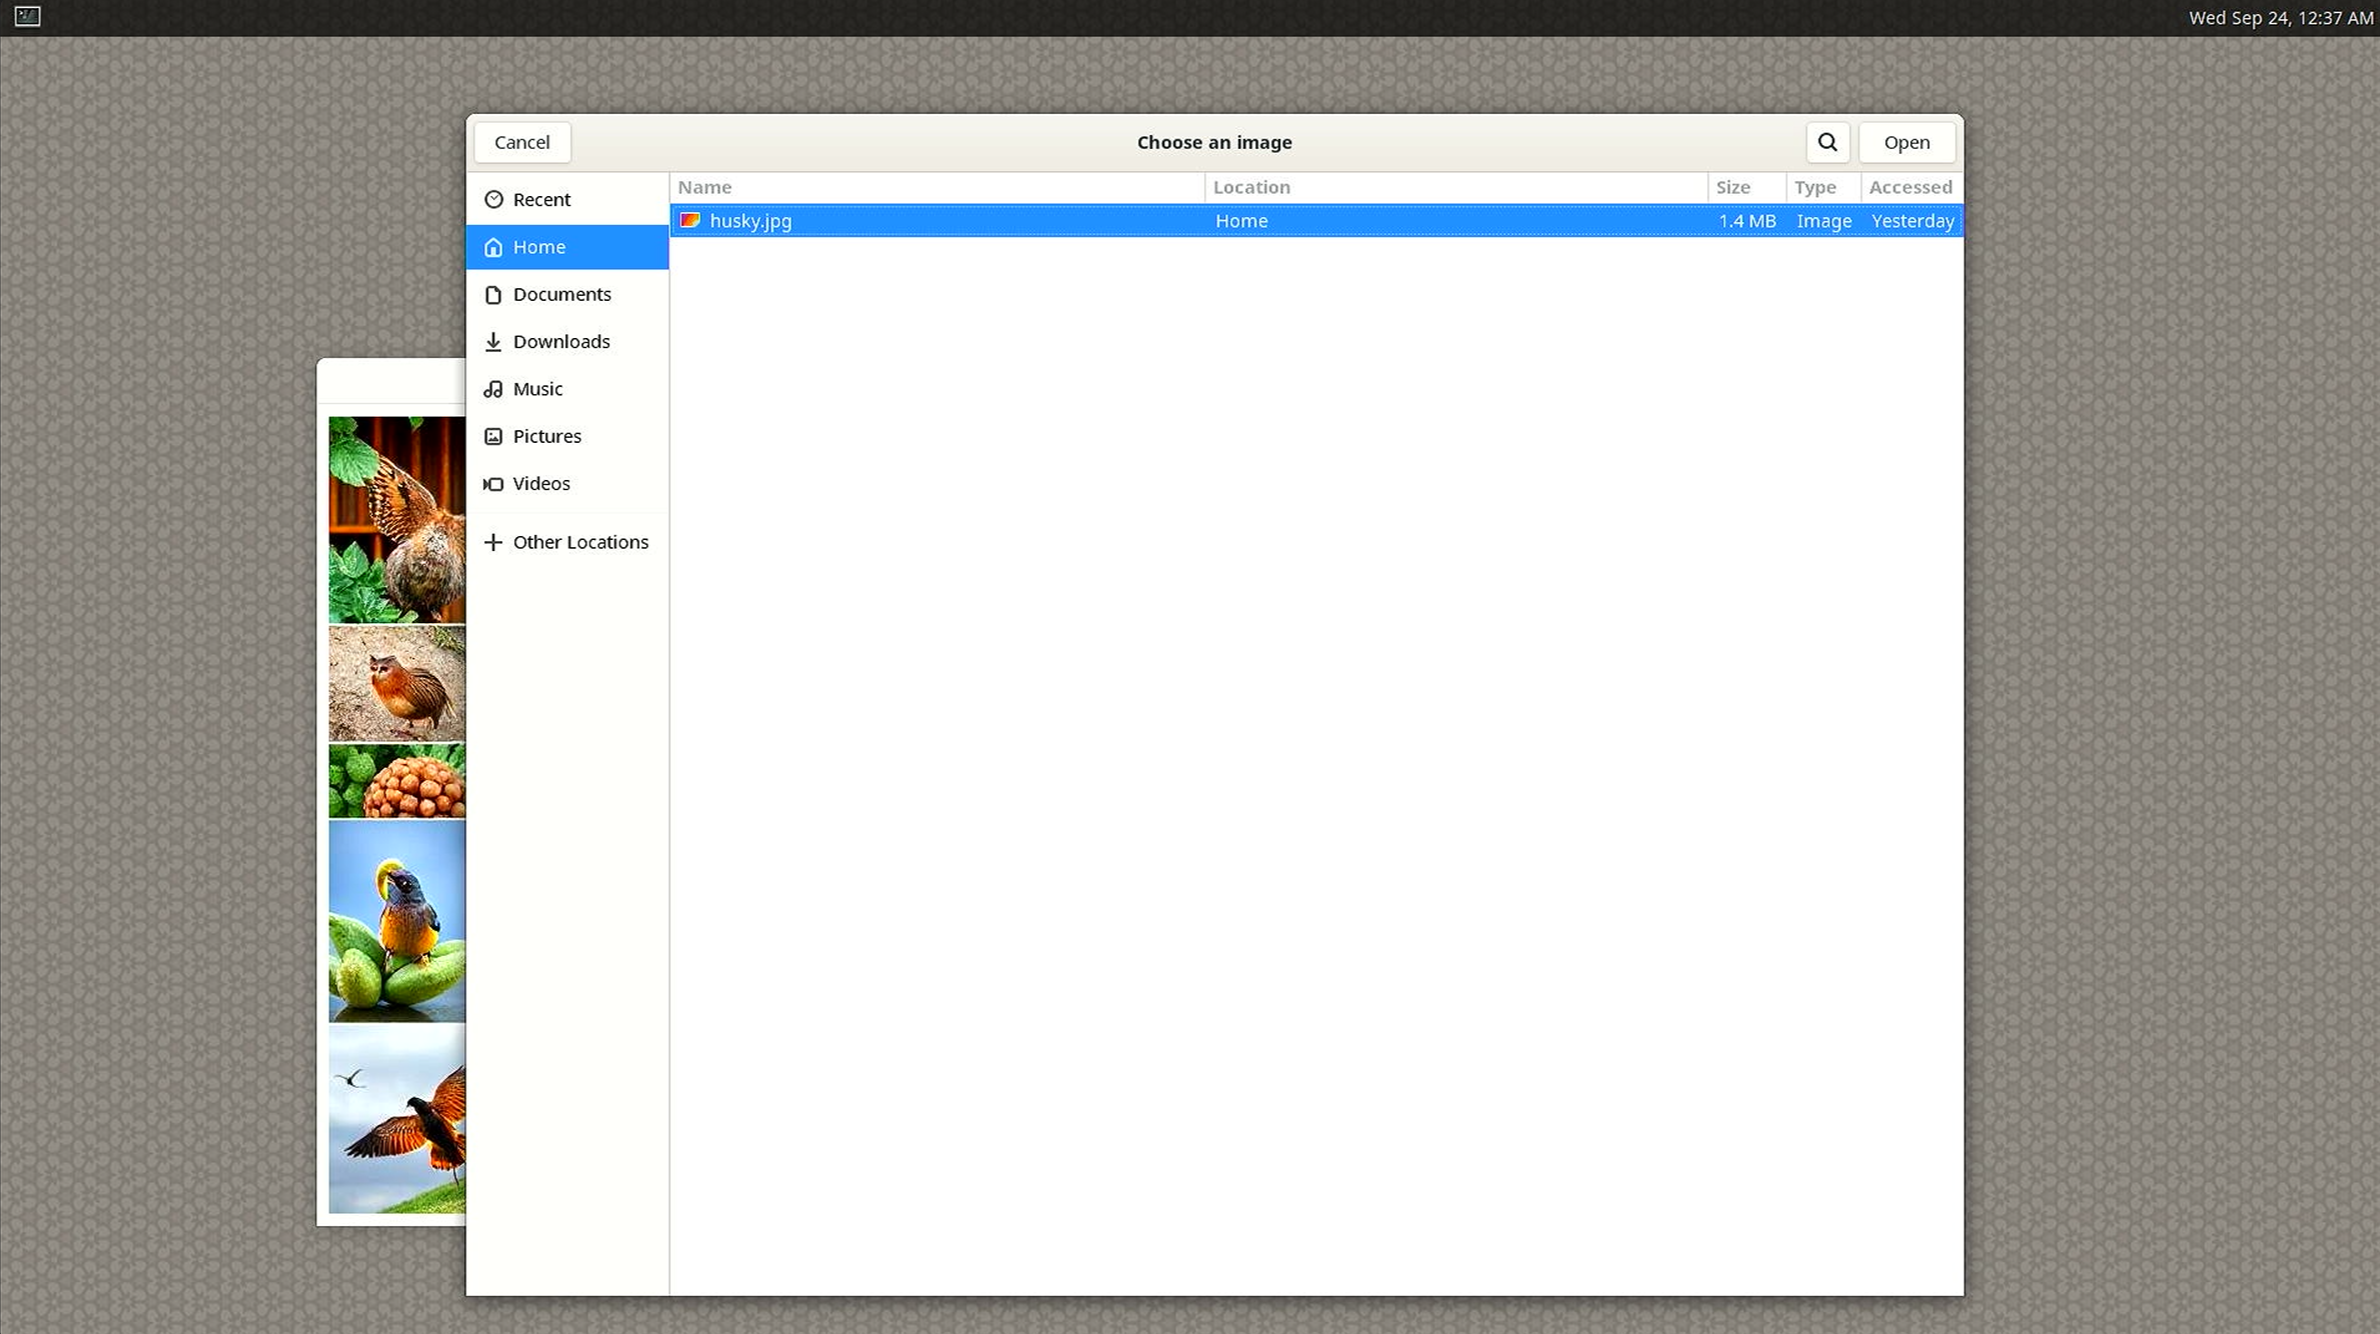 Wed Sep 24, 12:37 AM
Cancel
Choose an image
Open
Recent
Home
Documents
Downloads
Music
Pictures
Videos
Other Locations
Name Location Size Type Accessed
husky.jpg Home 1.4 MB Image Yesterday